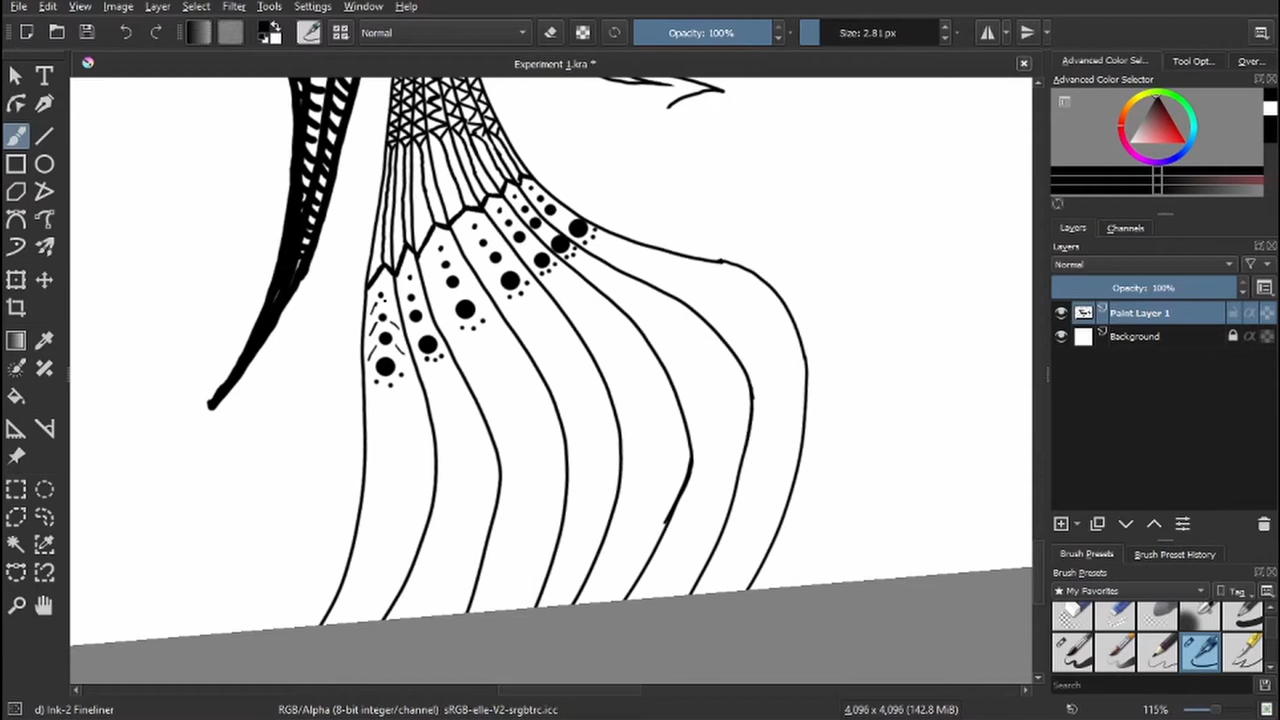 File Edit View Image Layer Select Filter Tools Settings Window Help
Normal
Opacity: 100%
Size: 2.81 px
Experiment 1.kra *
Advanced Color Sel...
Tool Opt...
Over...
Advanced Color Selector
Layers
Channels
Layers
Normal
Opacity: 100%
Paint Layer 1
Background
Brush Presets
Brush Preset History
Brush Presets
★ My Favorites
Tag
Search
d) Ink-2 Fineliner
RGB/Alpha (8-bit integer/channel) sRGB-elle-V2-srgbtrc.icc
4,096 x 4,096 (142.8 MiB)
115%